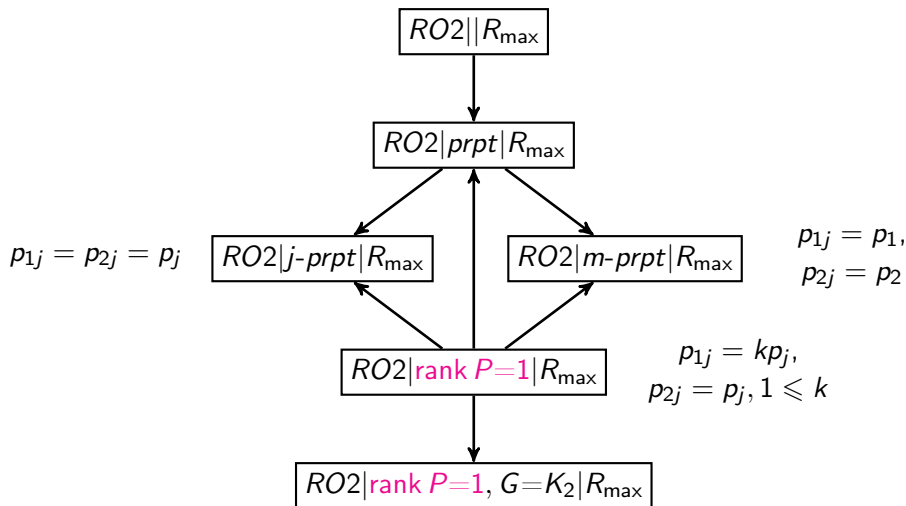 RO2||R_max
RO2|prpt|R_max
p_1j = p_2j = p_j
RO2|j-prpt|R_max
RO2|m-prpt|R_max
p_1j = p_1,
p_2j = p_2
RO2|rank P=1|R_max
p_1j = kp_j,
p_2j = p_j, 1 ⩽ k
RO2|rank P=1, G=K_2|R_max